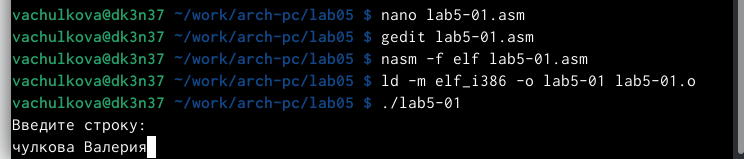 vachulkova@dk3n37 ~/work/arch-pc/lab05 $ nano lab5-01.asm
vachulkova@dk3n37 ~/work/arch-pc/lab05 $ gedit lab5-01.asm
vachulkova@dk3n37 ~/work/arch-pc/lab05 $ nasm -f elf lab5-01.asm
vachulkova@dk3n37 ~/work/arch-pc/lab05 $ ld -m elf_i386 -o lab5-01 lab5-01.o
vachulkova@dk3n37 ~/work/arch-pc/lab05 $ ./lab5-01
Введите строку:
чулкова Валерия